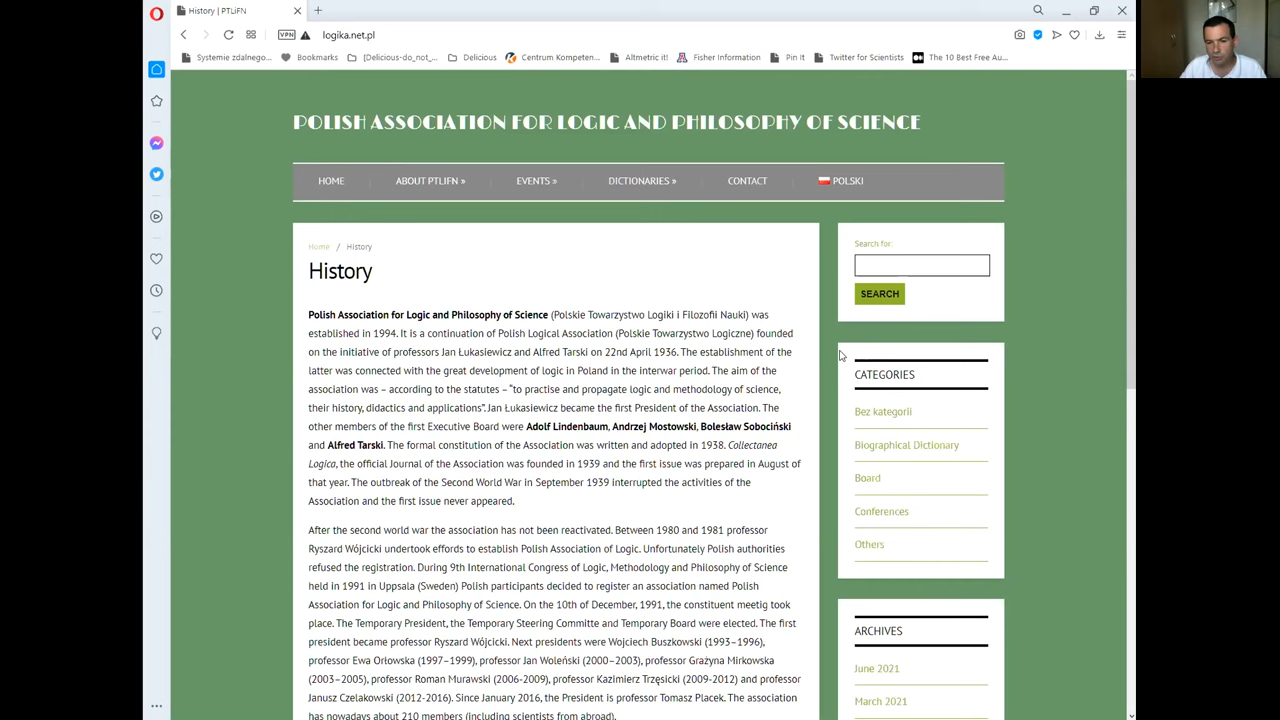 History | PTLiFN
VPN
logika.net.pl
Systemie zdalnego...
Bookmarks
[Delicious-do_not_...
Delicious
Centrum Kompeten...
Altmetric it!
Fisher Information
Pin It
Twitter for Scientists
The 10 Best Free Au...
POLISH ASSOCIATION FOR LOGIC AND PHILOSOPHY OF SCIENCE
HOME
ABOUT PTLIFN »
EVENTS »
DICTIONARIES »
CONTACT
POLSKI
Home / History
History
Polish Association for Logic and Philosophy of Science (Polskie Towarzystwo Logiki i Filozofii Nauki) was
established in 1994. It is a continuation of Polish Logical Association (Polskie Towarzystwo Logiczne) founded
on the initiative of professors Jan Łukasiewicz and Alfred Tarski on 22nd April 1936. The establishment of the
latter was connected with the great development of logic in Poland in the interwar period. The aim of the
association was – according to the statutes – “to practise and propagate logic and methodology of science,
their history, didactics and applications”. Jan Łukasiewicz became the first President of the Association. The
other members of the first Executive Board were Adolf Lindenbaum, Andrzej Mostowski, Bolesław Sobociński
and Alfred Tarski. The formal constitution of the Association was written and adopted in 1938. Collectanea
Logica, the official Journal of the Association was founded in 1939 and the first issue was prepared in August of
that year. The outbreak of the Second World War in September 1939 interrupted the activities of the
Association and the first issue never appeared.
After the second world war the association has not been reactivated. Between 1980 and 1981 professor
Ryszard Wójcicki undertook efforts to establish Polish Association of Logic. Unfortunately Polish authorities
refused the registration. During 9th International Congress of Logic, Methodology and Philosophy of Science
held in 1991 in Uppsala (Sweden) Polish participants decided to register an association named Polish
Association for Logic and Philosophy of Science. On the 10th of December, 1991, the constituent meetig took
place. The Temporary President, the Temporary Steering Committe and Temporary Board were elected. The first
president became professor Ryszard Wójcicki. Next presidents were Wojciech Buszkowski (1993–1996),
professor Ewa Orłowska (1997–1999), professor Jan Woleński (2000–2003), professor Grażyna Mirkowska
(2003–2005), professor Roman Murawski (2006-2009), professor Kazimierz Trzęsicki (2009-2012) and professor
Janusz Czelakowski (2012-2016). Since January 2016, the President is professor Tomasz Placek. The association
has nowadays about 210 members (including scientists from abroad).
Search for:
SEARCH
CATEGORIES
Bez kategorii
Biographical Dictionary
Board
Conferences
Others
ARCHIVES
June 2021
March 2021